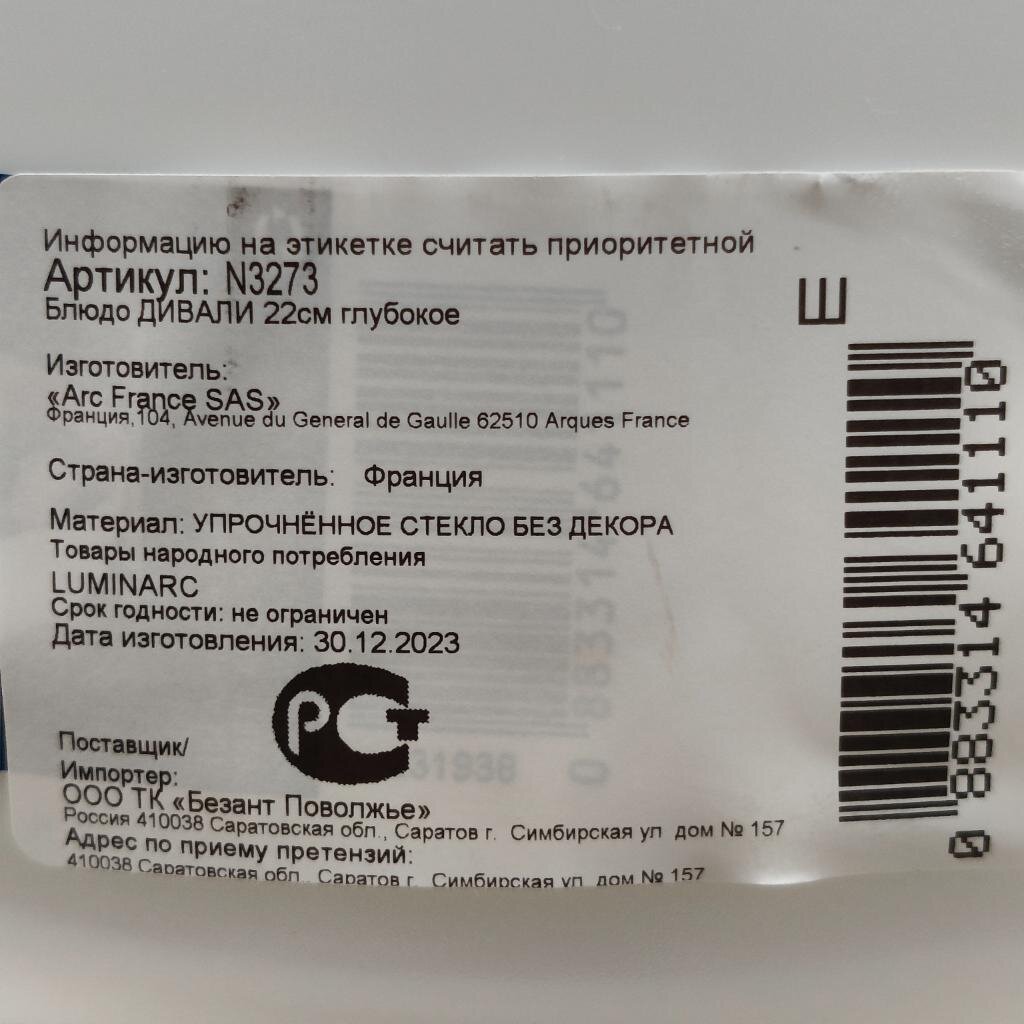 Информацию на этикетке считать приоритетной
Артикул: N3273
Блюдо ДИВАЛИ 22см глубокое
Изготовитель:
«Arc France SAS»
Франция,104, Avenue du General de Gaulle 62510 Arques France
Страна-изготовитель: Франция
Материал: УПРОЧНЁННОЕ СТЕКЛО БЕЗ ДЕКОРА
Товары народного потребления
LUMINARC
Срок годности: не ограничен
Дата изготовления: 30.12.2023
РСТ
Поставщик/
Импортер:
ООО ТК «Безант Поволжье»
Россия 410038 Саратовская обл., Саратов г. Симбирская ул дом № 157
Адрес по приему претензий:
410038 Саратовская обл., Саратов г. Симбирская ул дом № 157
Ш
0 88331464 1110